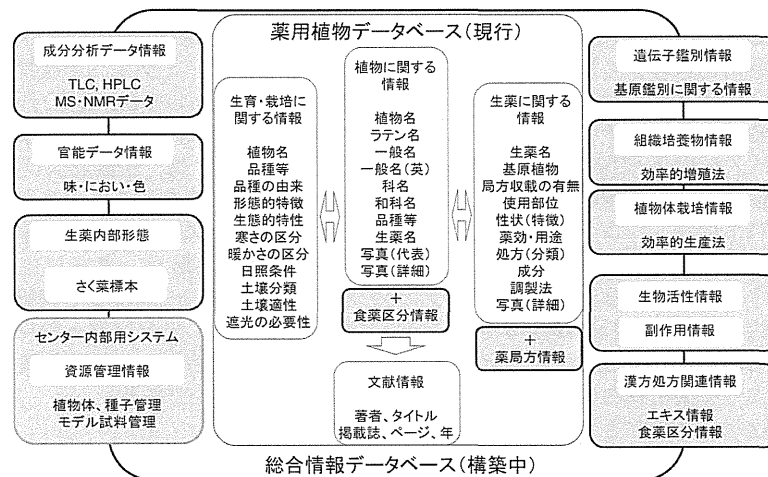 薬用植物データベース（現行）
成分分析データ情報
TLC, HPLC
MS・NMRデータ
官能データ情報
味・におい・色
生薬内部形態
さく葉標本
センター内部用システム
資源管理情報
植物体、種子管理
モデル試料管理
生育・栽培に
関する情報
植物名
品種等
品種の由来
形態的特徴
生態的特性
寒さの区分
暖かさの区分
日照条件
土壌分類
土壌適性
遮光の必要性
植物に関する
情報
植物名
ラテン名
一般名
一般名（英）
科名
和科名
品種等
生薬名
写真（代表）
写真（詳細）
＋
食薬区分情報
文献情報
著者、タイトル
掲載誌、ページ、年
生薬に関する
情報
生薬名
基原植物
局方収載の有無
使用部位
性状（特徴）
薬効・用途
処方（分類）
成分
調製法
写真（詳細）
＋
薬局方情報
遺伝子鑑別情報
基原鑑別に関する情報
組織培養物情報
効率的増殖法
植物体栽培情報
効率的生産法
生物活性情報
副作用情報
漢方処方関連情報
エキス情報
食薬区分情報
総合情報データベース（構築中）